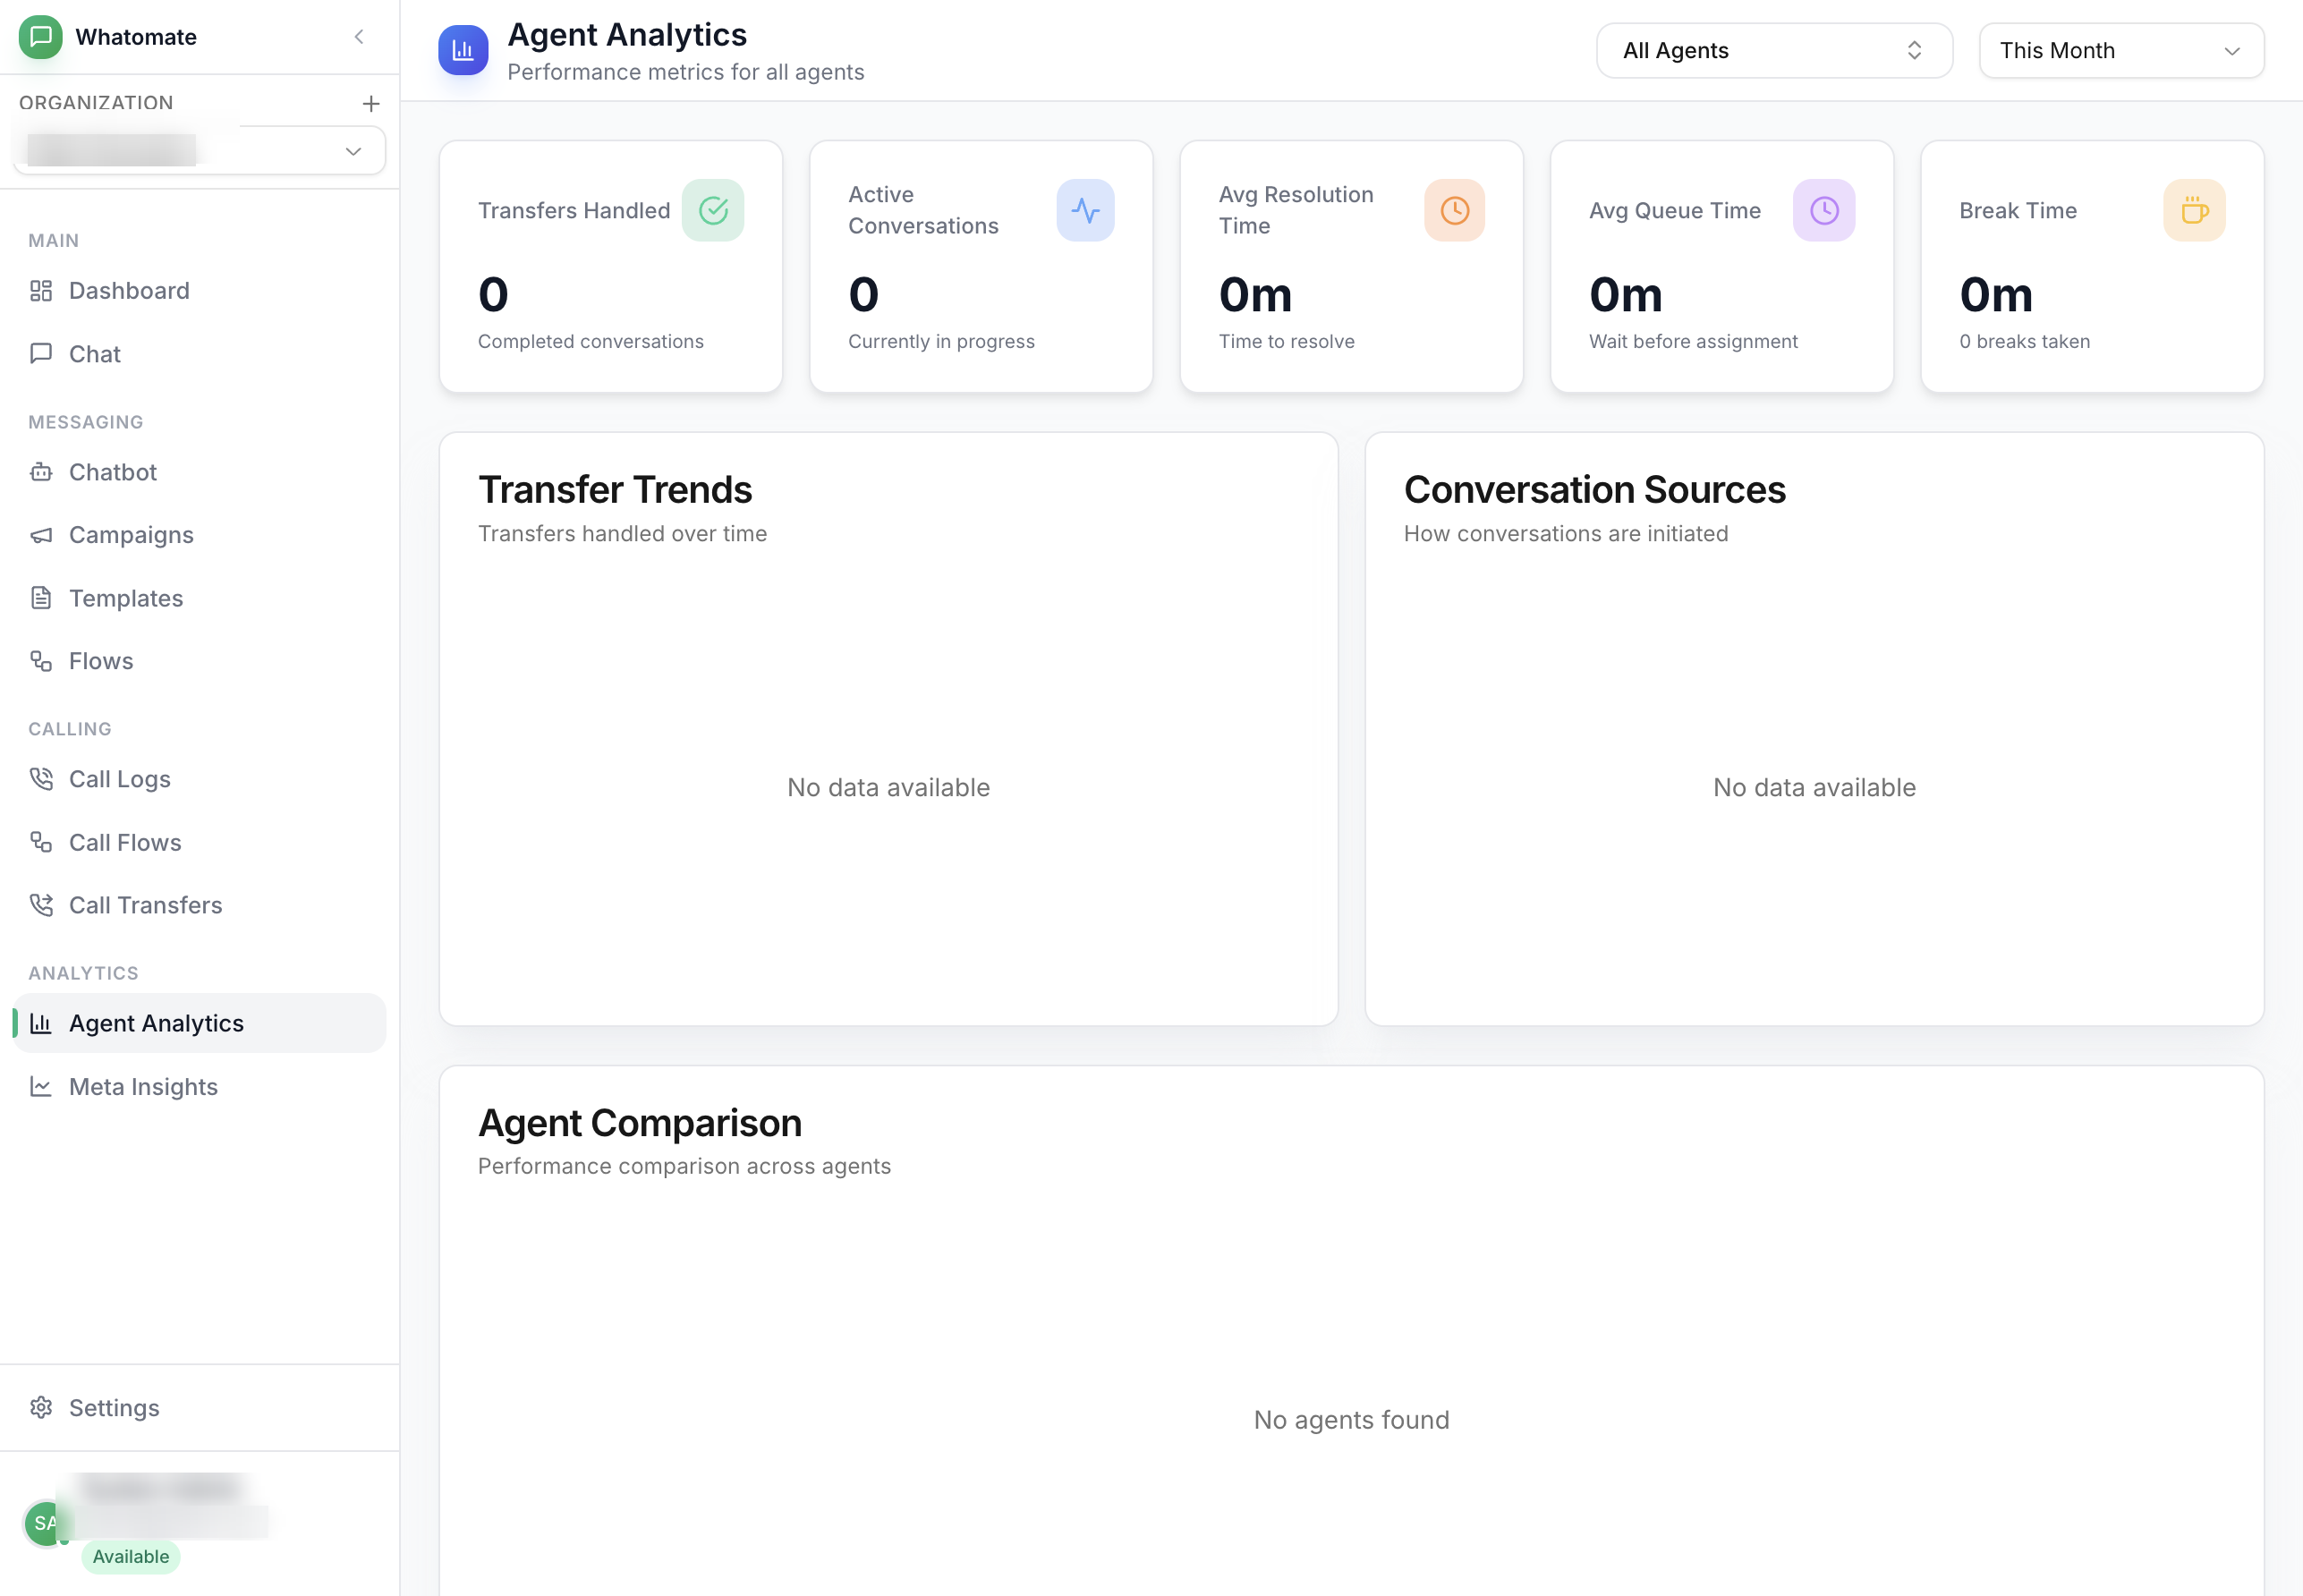 Whatomate
ORGANIZATION
MAIN
Dashboard
Chat
MESSAGING
Chatbot
Campaigns
Templates
Flows
CALLING
Call Logs
Call Flows
Call Transfers
ANALYTICS
Agent Analytics
Meta Insights
Settings
SA
Available
Agent Analytics
Performance metrics for all agents
All Agents
This Month
Transfers Handled
0
Completed conversations
Active
Conversations
0
Currently in progress
Avg Resolution
Time
0m
Time to resolve
Avg Queue Time
0m
Wait before assignment
Break Time
0m
0 breaks taken
Transfer Trends
Transfers handled over time
No data available
Conversation Sources
How conversations are initiated
No data available
Agent Comparison
Performance comparison across agents
No agents found